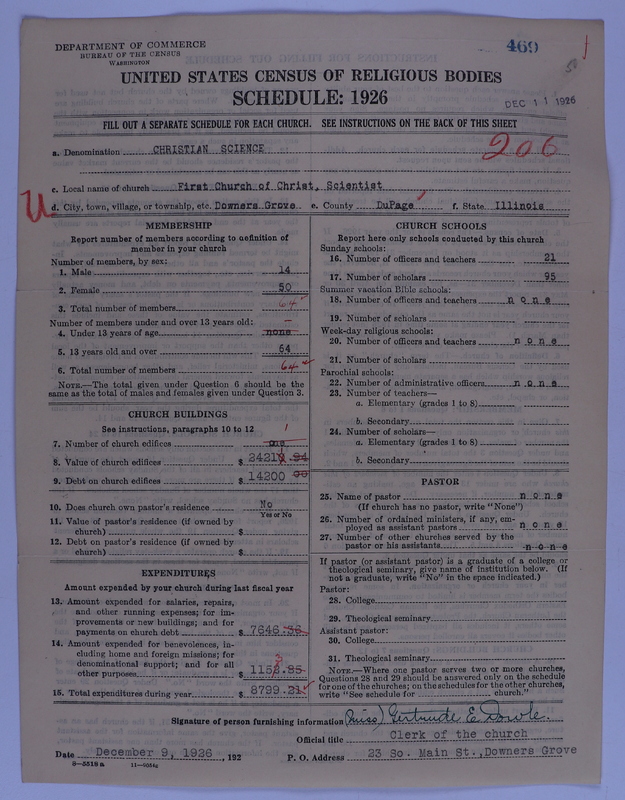 DEPARTMENT OF COMMERCE
BUREAU OF THE CENSUS
WASHINGTON
469
UNITED STATES CENSUS OF RELIGIOUS BODIES
SCHEDULE: 1926
DEC 11 1926
FILL OUT A SEPARATE SCHEDULE FOR EACH CHURCH. SEE INSTRUCTIONS ON THE BACK OF THIS SHEET
a. Denomination CHRISTIAN SCIENCE
206
c. Local name of church First Church of Christ, Scientist
d. City, town, village, or township, etc. Downers Grove e. County DuPage f. State Illinois
MEMBERSHIP
Report number of members according to definition of
member in your church
Number of members, by sex:
1. Male 14
2. Female 50
3. Total number of members 64
Number of members under and over 13 years old:
4. Under 13 years of age none
5. 13 years old and over 64
6. Total number of members 64
NOTE.—The total given under Question 6 should be the
same as the total of males and females given under Question 3.
CHURCH BUILDINGS
See instructions, paragraphs 10 to 12
7. Number of church edifices one 1
8. Value of church edifices $
9. Debt on church edifices $ 14200 00
10. Does church own pastor's residence No
Yes or No
11. Value of pastor's residence (if owned by
church) $
12. Debt on pastor's residence (if owned by
church) $
EXPENDITURES
Amount expended by your church during last fiscal year
13. Amount expended for salaries, repairs,
and other running expenses; for im-
provements or new buildings; and for
payments on church debt $ 7646.36
14. Amount expended for benevolences, in-
cluding home and foreign missions; for
denominational support; and for all
other purposes $
15. Total expenditures during year $ 8799.21
CHURCH SCHOOLS
Report here only schools conducted by this church
Sunday schools:
16. Number of officers and teachers 21
17. Number of scholars 95
Summer vacation Bible schools:
18. Number of officers and teachers none
19. Number of scholars
Week-day religious schools:
20. Number of officers and teachers none
21. Number of scholars
Parochial schools:
22. Number of administrative officers none
23. Number of teachers—
a. Elementary (grades 1 to 8)
b. Secondary
24. Number of scholars—
a. Elementary (grades 1 to 8)
b. Secondary
PASTOR
25. Name of pastor none
(If church has no pastor, write "None")
26. Number of ordained ministers, if any, em-
ployed as assistant pastors none
27. Number of other churches served by the
pastor or his assistants none
If pastor (or assistant pastor) is a graduate of a college or
theological seminary, give name of institution below. (If
not a graduate, write "No" in the space indicated.)
Pastor:
28. College
29. Theological seminary
Assistant pastor:
30. College
31. Theological seminary
NOTE.—Where one pastor serves two or more churches,
Questions 28 and 29 should be answered only on the schedule
for one of the churches; on the schedules for the other churches,
write "See schedule for church."
Signature of person furnishing information (Miss) Gertrude E. Dowle.
Official title Clerk of the church
Date December 9, 1926, 192 P. O. Address 23 So. Main St., Downers Grove
8—5518 a 11—5054